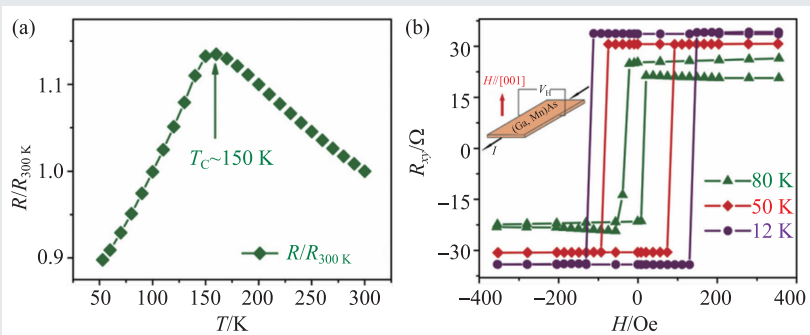 (a)
1.1
1.0
0.9
R/R300 K
TC~150 K
R/R300 K
50
100
150
200
250
300
T/K
(b)
30
15
0
−15
−30
Rxy/Ω
H//[001]
VH
(Ga, Mn)As
I
80 K
50 K
12 K
−400
−200
0
200
400
H/Oe